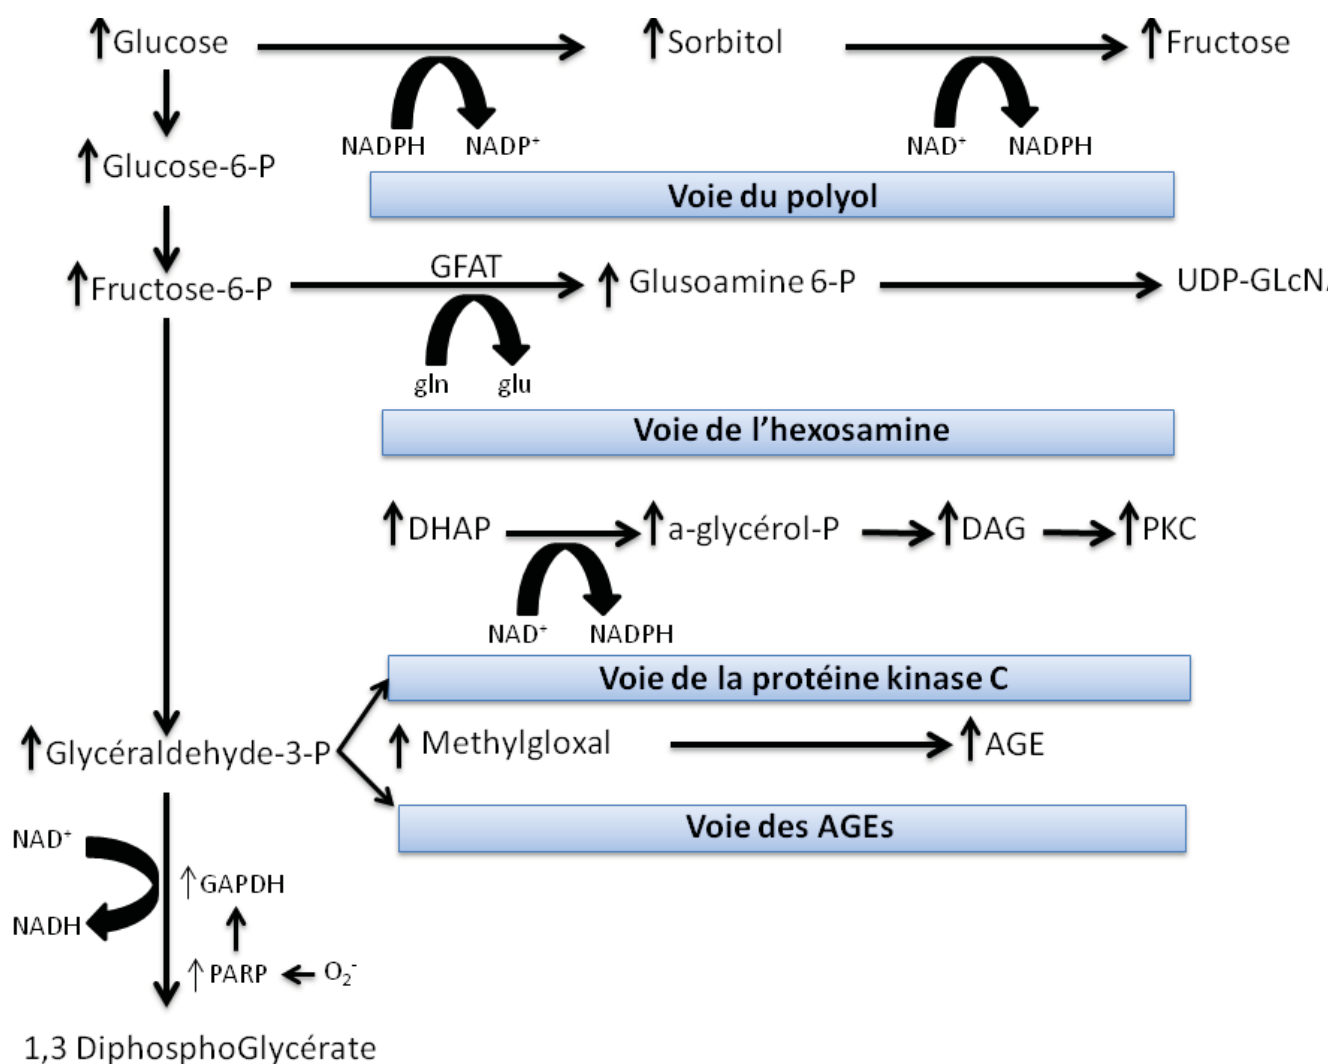 Glucose Sorbitol Fructose
NADPH NADP⁺ NAD⁺ NADPH
Glucose-6-P
Voie du polyol
GFAT
Fructose-6-P Glusoamine 6-P UDP-GLcN
gln glu
Voie de l'hexosamine
DHAP a-glycérol-P DAG PKC
NAD⁺ NADPH
Voie de la protéine kinase C
Glycéraldehyde-3-P Methylgloxal AGE
Voie des AGEs
NAD⁺
GAPDH
NADH
PARP O₂⁻
1,3 DiphosphoGlycérate